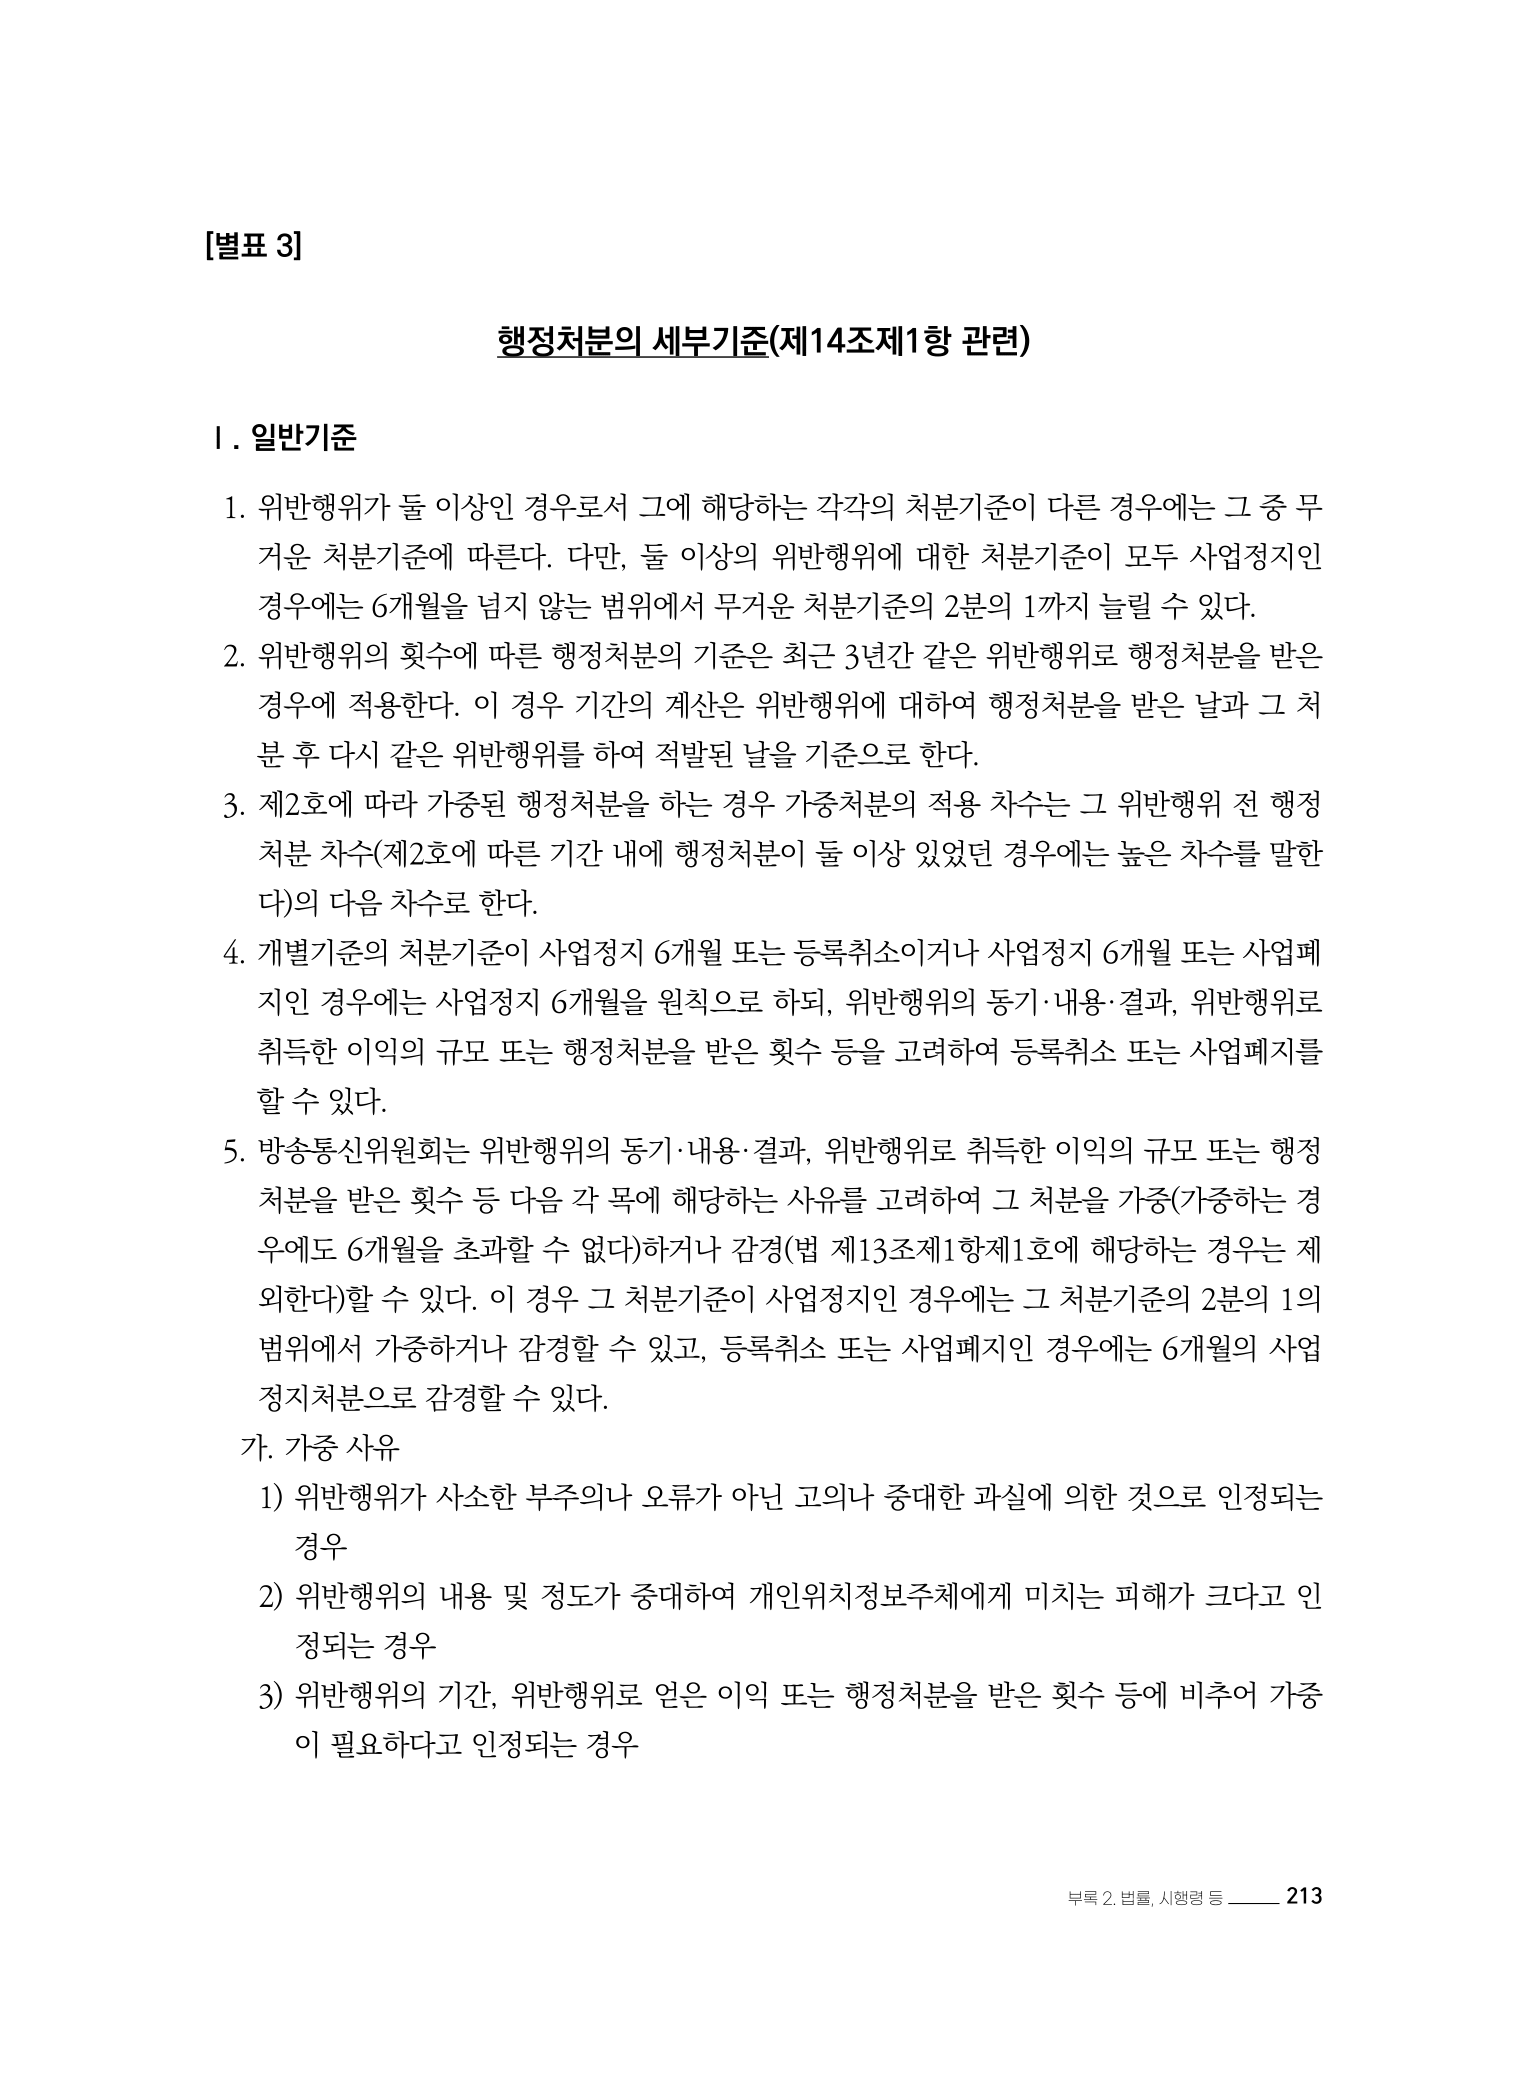 [별표 3]
행정처분의 세부기준(제14조제1항 관련)
Ⅰ. 일반기준
1. 위반행위가 둘 이상인 경우로서 그에 해당하는 각각의 처분기준이 다른 경우에는 그 중 무
거운 처분기준에 따른다. 다만, 둘 이상의 위반행위에 대한 처분기준이 모두 사업정지인
경우에는 6개월을 넘지 않는 범위에서 무거운 처분기준의 2분의 1까지 늘릴 수 있다.
2. 위반행위의 횟수에 따른 행정처분의 기준은 최근 3년간 같은 위반행위로 행정처분을 받은
경우에 적용한다. 이 경우 기간의 계산은 위반행위에 대하여 행정처분을 받은 날과 그 처
분 후 다시 같은 위반행위를 하여 적발된 날을 기준으로 한다.
3. 제2호에 따라 가중된 행정처분을 하는 경우 가중처분의 적용 차수는 그 위반행위 전 행정
처분 차수(제2호에 따른 기간 내에 행정처분이 둘 이상 있었던 경우에는 높은 차수를 말한
다)의 다음 차수로 한다.
4. 개별기준의 처분기준이 사업정지 6개월 또는 등록취소이거나 사업정지 6개월 또는 사업폐
지인 경우에는 사업정지 6개월을 원칙으로 하되, 위반행위의 동기·내용·결과, 위반행위로
취득한 이익의 규모 또는 행정처분을 받은 횟수 등을 고려하여 등록취소 또는 사업폐지를
할 수 있다.
5. 방송통신위원회는 위반행위의 동기·내용·결과, 위반행위로 취득한 이익의 규모 또는 행정
처분을 받은 횟수 등 다음 각 목에 해당하는 사유를 고려하여 그 처분을 가중(가중하는 경
우에도 6개월을 초과할 수 없다)하거나 감경(법 제13조제1항제1호에 해당하는 경우는 제
외한다)할 수 있다. 이 경우 그 처분기준이 사업정지인 경우에는 그 처분기준의 2분의 1의
범위에서 가중하거나 감경할 수 있고, 등록취소 또는 사업폐지인 경우에는 6개월의 사업
정지처분으로 감경할 수 있다.
가. 가중 사유
1) 위반행위가 사소한 부주의나 오류가 아닌 고의나 중대한 과실에 의한 것으로 인정되는
경우
2) 위반행위의 내용 및 정도가 중대하여 개인위치정보주체에게 미치는 피해가 크다고 인
정되는 경우
3) 위반행위의 기간, 위반행위로 얻은 이익 또는 행정처분을 받은 횟수 등에 비추어 가중
이 필요하다고 인정되는 경우
부록 2. 법률, 시행령 등 213